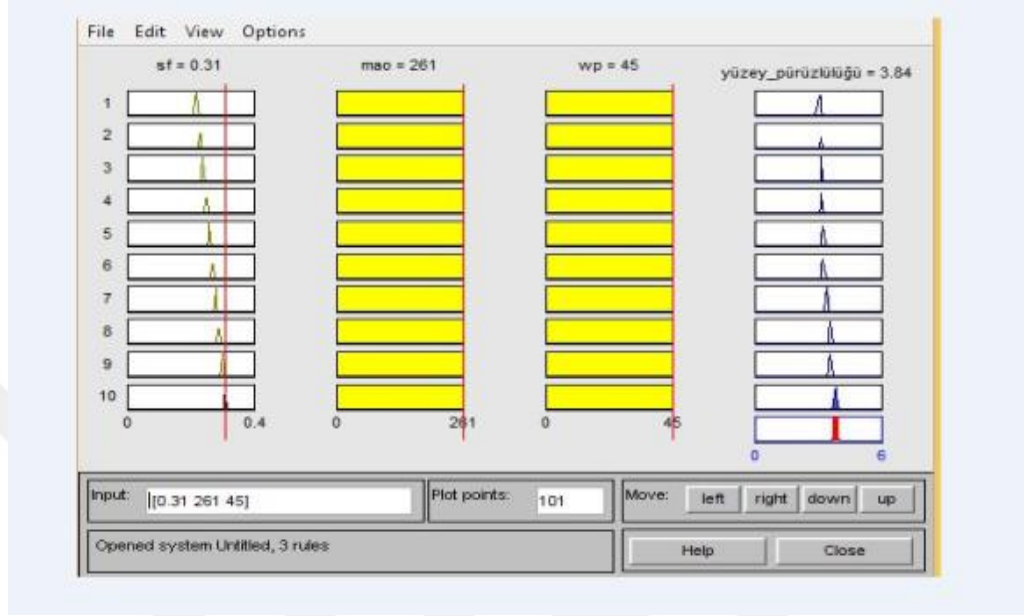 File Edit View Options
sf = 0.31 mao = 261 wp = 45 yüzey_pürüzlülüğü = 3.84
1
2
3
4
5
6
7
8
9
10
0 0.4 0 261 0 45
0 6
Input: [0.31 261 45] Plot points: 101 Move: left right down up
Opened system Untitled, 3 rules Help Close